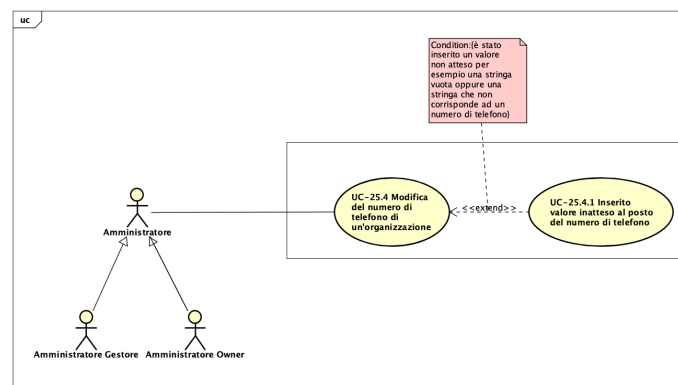 uc
Condition:{è stato
inserito un valore
non atteso per
esempio una stringa
vuota oppure una
stringa che non
corrisponde ad un
numero di telefono}
UC-25.4 Modifica
del numero di
telefono di
un'organizzazione
<<extend>>
UC-25.4.1 Inserito
valore inatteso al posto
del numero di telefono
Amministratore
Amministratore Gestore
Amministratore Owner